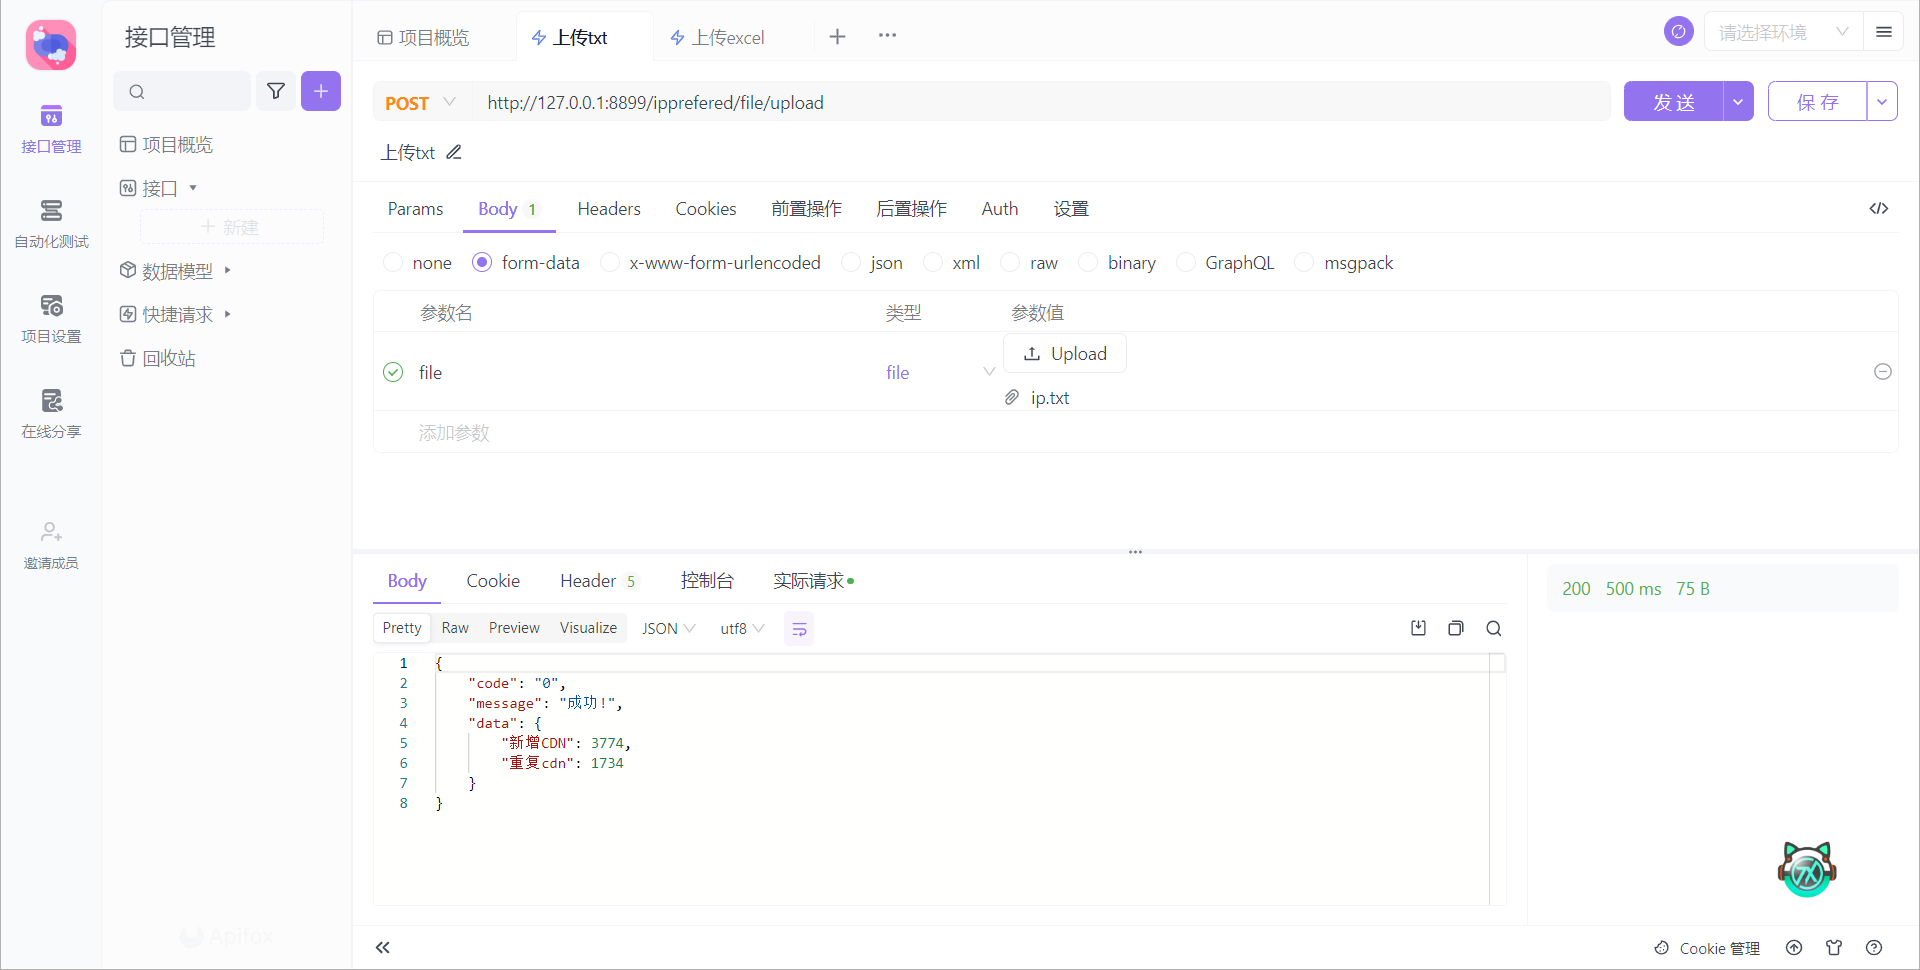 接口管理
自动化测试
项目设置
在线分享
邀请成员
接口管理
项目概览
接口
新建
数据模型
快捷请求
回收站
Apifox
项目概览
上传txt
上传excel
请选择环境
POST
http://127.0.0.1:8899/ipprefered/file/upload
发 送
保 存
上传txt
Params
Body 1
Headers
Cookies
前置操作
后置操作
Auth
设置
none
form-data
x-www-form-urlencoded
json
xml
raw
binary
GraphQL
msgpack
参数名
类型
参数值
file
file
Upload
ip.txt
添加参数
Body
Cookie
Header 5
控制台
实际请求
200 500 ms 75 B
Pretty
Raw
Preview
Visualize
JSON
utf8
1 {
2 "code": "0",
3 "message": "成功!",
4 "data": {
5 "新增CDN": 3774,
6 "重复cdn": 1734
7 }
8 }
7X
Cookie 管理